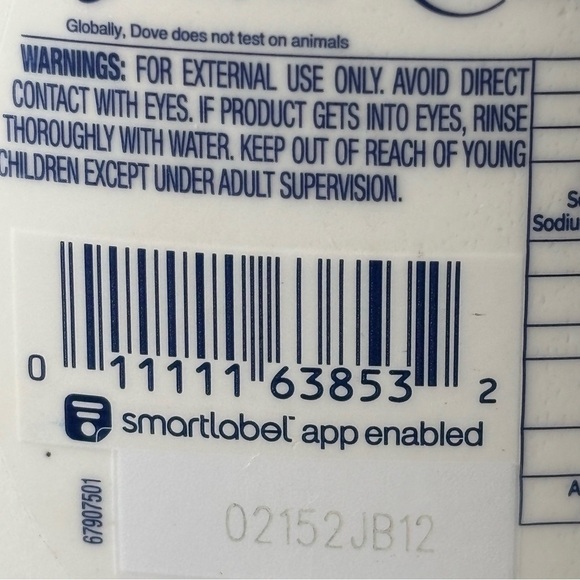 Globally, Dove does not test on animals
WARNINGS: FOR EXTERNAL USE ONLY. AVOID DIRECT
CONTACT WITH EYES. IF PRODUCT GETS INTO EYES, RINSE
THOROUGHLY WITH WATER. KEEP OUT OF REACH OF YOUNG
CHILDREN EXCEPT UNDER ADULT SUPERVISION.
0 11111 63853 2
smartlabel™ app enabled
67907501
02152JB12